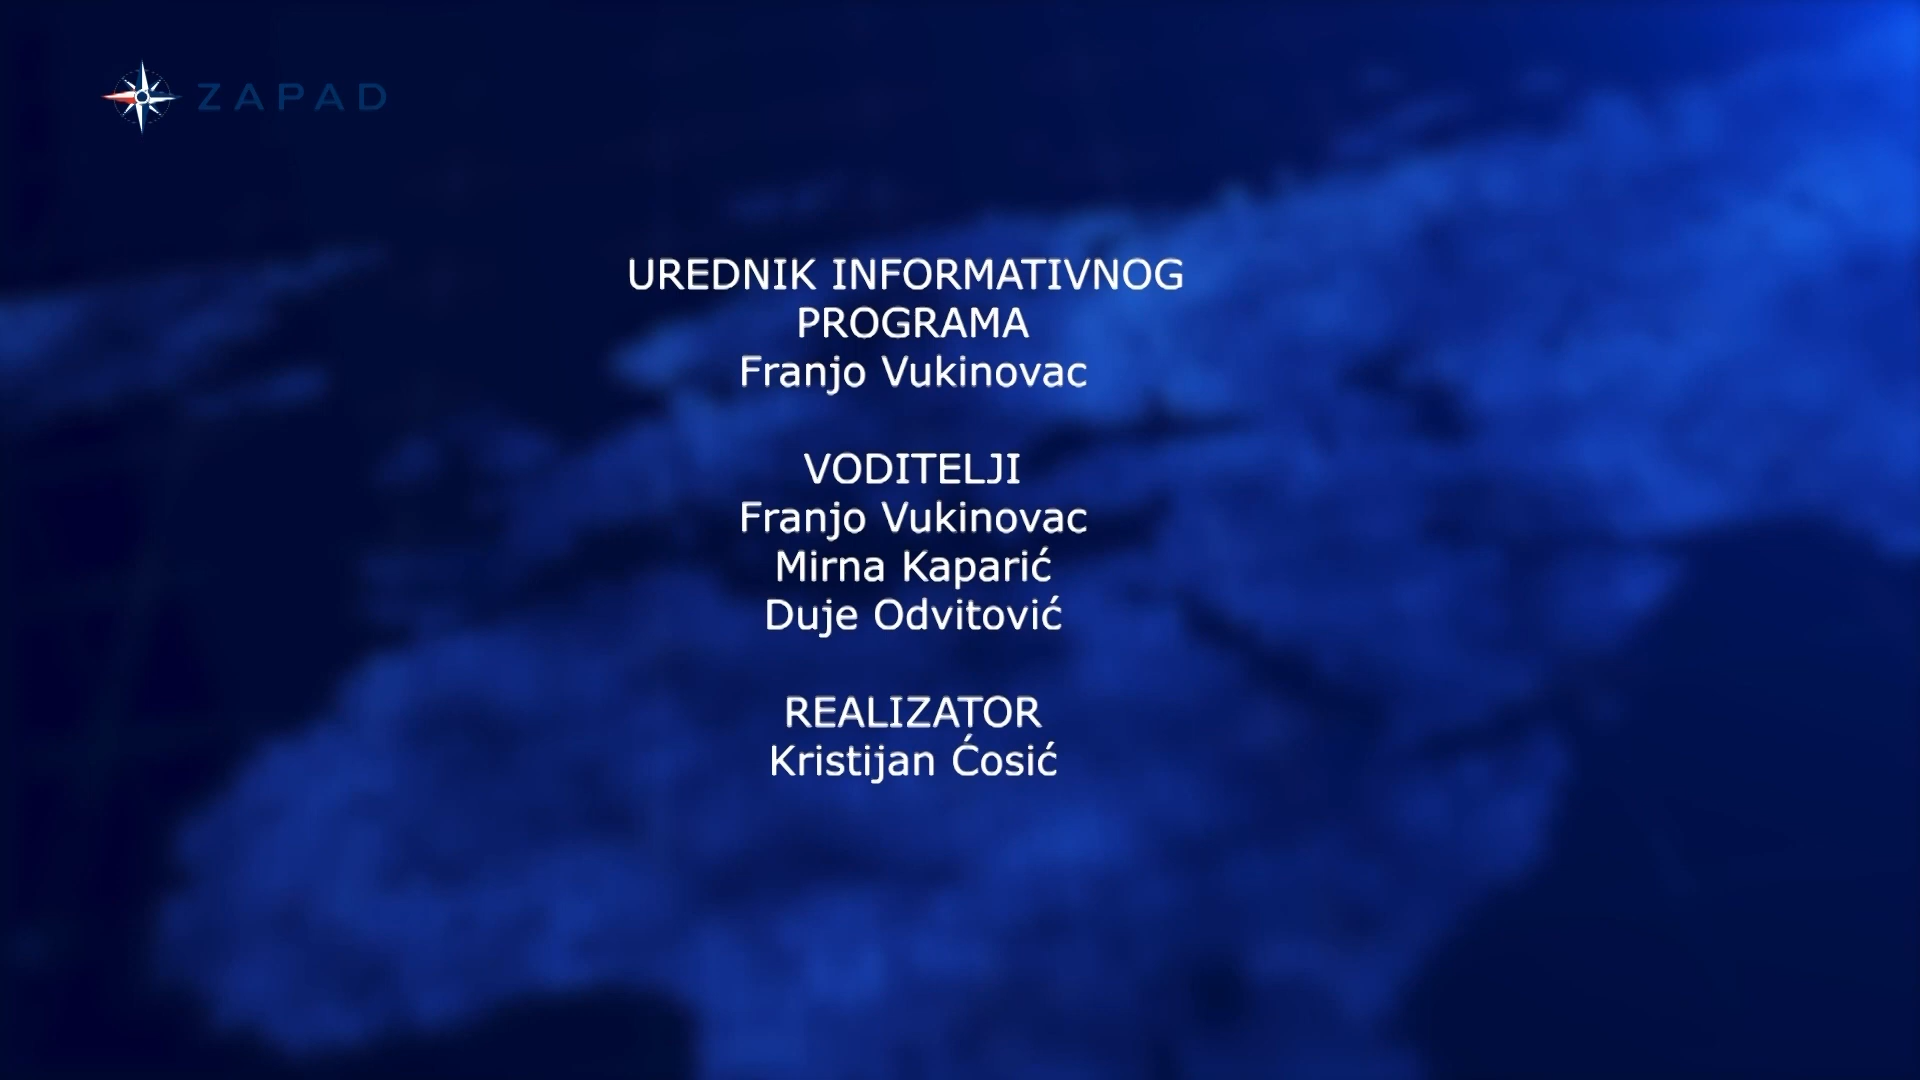 ZAPAD
UREDNIK INFORMATIVNOG
PROGRAMA
Franjo Vukinovac
VODITELJI
Franjo Vukinovac
Mirna Kaparić
Duje Odvitović
REALIZATOR
Kristijan Ćosić